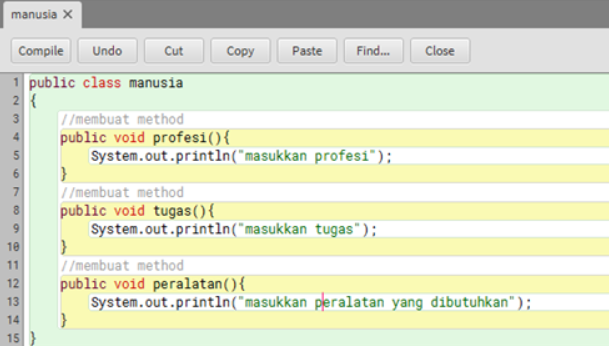 manusia X
Compile Undo Cut Copy Paste Find... Close
1 public class manusia
2 {
3 //membuat method
4 public void profesi(){
5 System.out.println("masukkan profesi");
6 }
7 //membuat method
8 public void tugas(){
9 System.out.println("masukkan tugas");
10 }
11 //membuat method
12 public void peralatan(){
13 System.out.println("masukkan peralatan yang dibutuhkan");
14 }
15 }